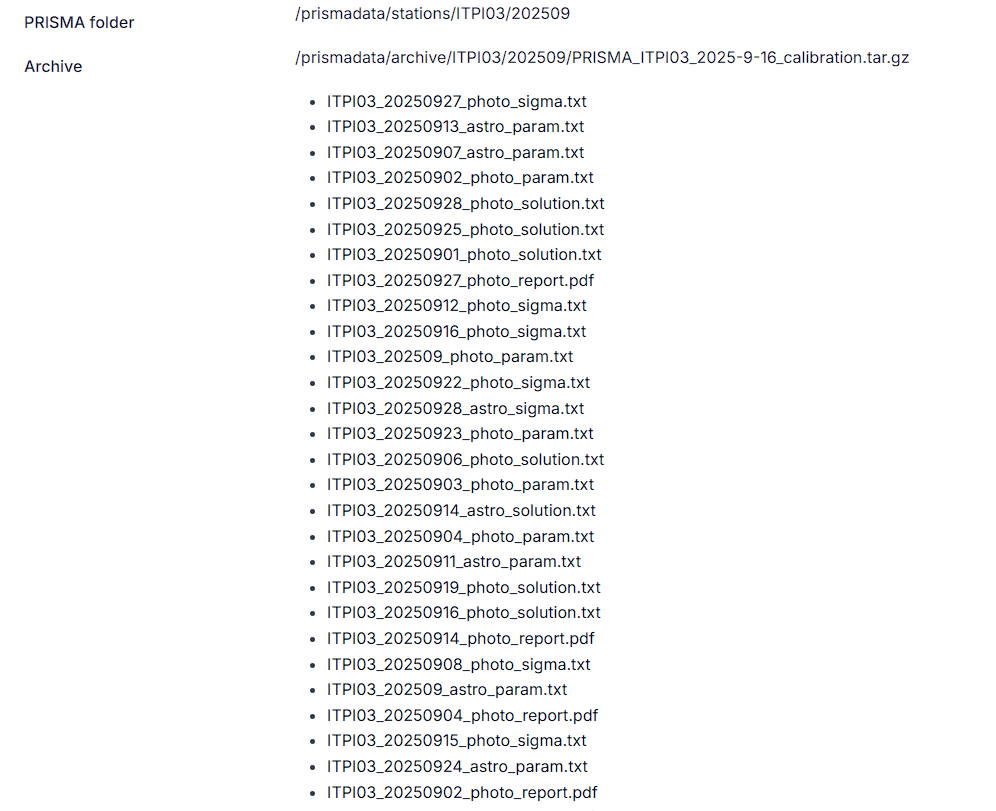 PRISMA folder
/prismadata/stations/ITPI03/202509
Archive
/prismadata/archive/ITPI03/202509/PRISMA_ITPI03_2025-9-16_calibration.tar.gz
ITPI03_20250927_photo_sigma.txt
ITPI03_20250913_astro_param.txt
ITPI03_20250907_astro_param.txt
ITPI03_20250902_photo_param.txt
ITPI03_20250928_photo_solution.txt
ITPI03_20250925_photo_solution.txt
ITPI03_20250901_photo_solution.txt
ITPI03_20250927_photo_report.pdf
ITPI03_20250912_photo_sigma.txt
ITPI03_20250916_photo_sigma.txt
ITPI03_202509_photo_param.txt
ITPI03_20250922_photo_sigma.txt
ITPI03_20250928_astro_sigma.txt
ITPI03_20250923_photo_param.txt
ITPI03_20250906_photo_solution.txt
ITPI03_20250903_photo_param.txt
ITPI03_20250914_astro_solution.txt
ITPI03_20250904_photo_param.txt
ITPI03_20250911_astro_param.txt
ITPI03_20250919_photo_solution.txt
ITPI03_20250916_photo_solution.txt
ITPI03_20250914_photo_report.pdf
ITPI03_20250908_photo_sigma.txt
ITPI03_202509_astro_param.txt
ITPI03_20250904_photo_report.pdf
ITPI03_20250915_photo_sigma.txt
ITPI03_20250924_astro_param.txt
ITPI03_20250902_photo_report.pdf